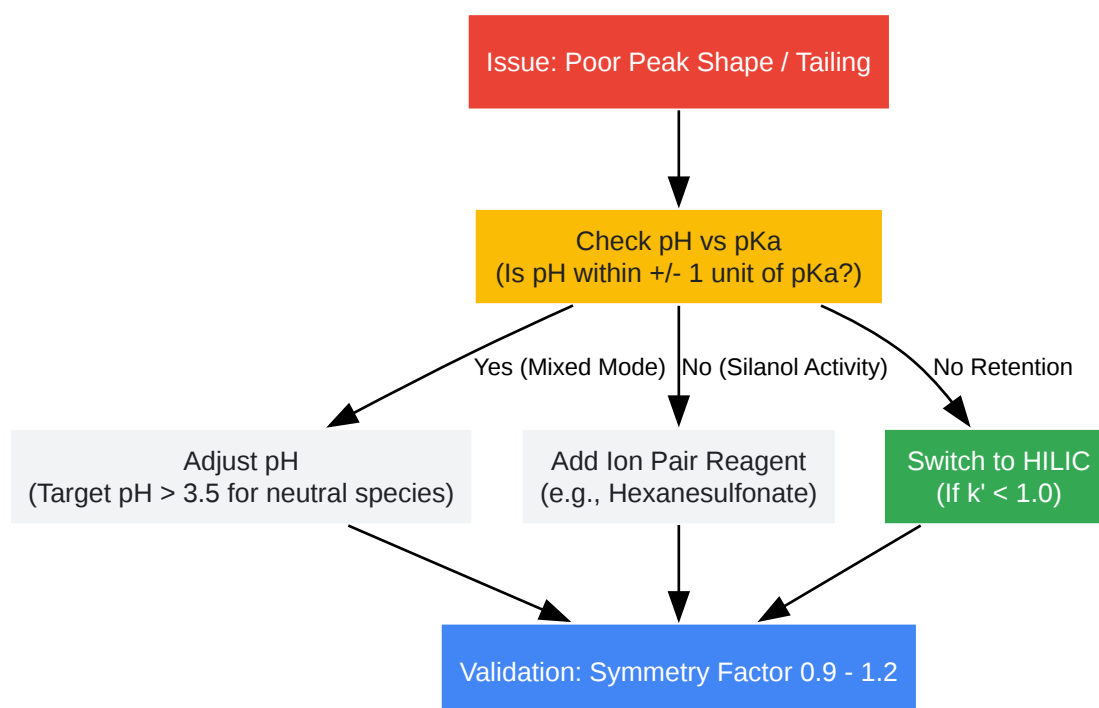 Issue: Poor Peak Shape / Tailing
Check pH vs pKa
(Is pH within +/- 1 unit of pKa?)
Yes (Mixed Mode)
No (Silanol Activity)
No Retention
Adjust pH
(Target pH > 3.5 for neutral species)
Add Ion Pair Reagent
(e.g., Hexanesulfonate)
Switch to HILIC
(If k' < 1.0)
Validation: Symmetry Factor 0.9 - 1.2